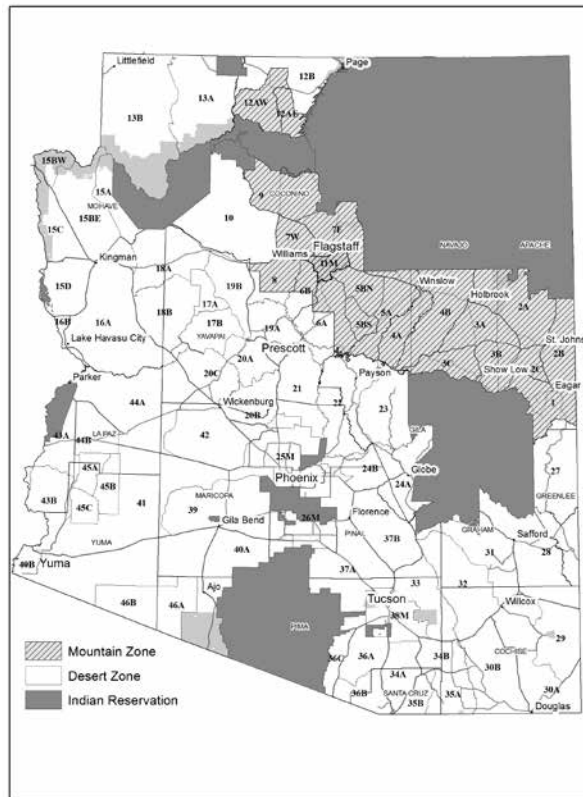 Littlefield
Page
12B
13A
13B
12AW
12AE
15BW
15A
MOHAVE
15BE
15C
9
COCONINO
10
7W
7E
Flagstaff
NAVAJO
APACHE
Williams
11M
Kingman
8
Winslow
Holbrook
18A
5BN
2A
15D
19B
6B
5A
4B
St. Johns
17A
3A
16A
18B
17B
5BS
4A
2B
16B
YAVAPAI
19A
6A
Lake Havasu City
Prescott
3C
3B
2C
Show Low
20A
20C
Payson
Eagar
1
Parker
44A
Wickenburg
21
22
23
20B
43A
44B
LA PAZ
42
GILA
45A
25M
Globe
27
Phoenix
24B
43B
45B
24A
45C
41
MARICOPA
GREENLEE
39
26M
Florence
Gila Bend
GRAHAM
Safford
YUMA
PINAL
37B
31
28
Yuma
40A
40B
37A
33
32
Ajo
Tucson
46B
46A
Willcox
38M
PIMA
29
COCHISE
36C
36A
34B
30B
34A
36B
SANTA CRUZ
35A
30A
35B
Douglas
Mountain Zone
Desert Zone
Indian Reservation